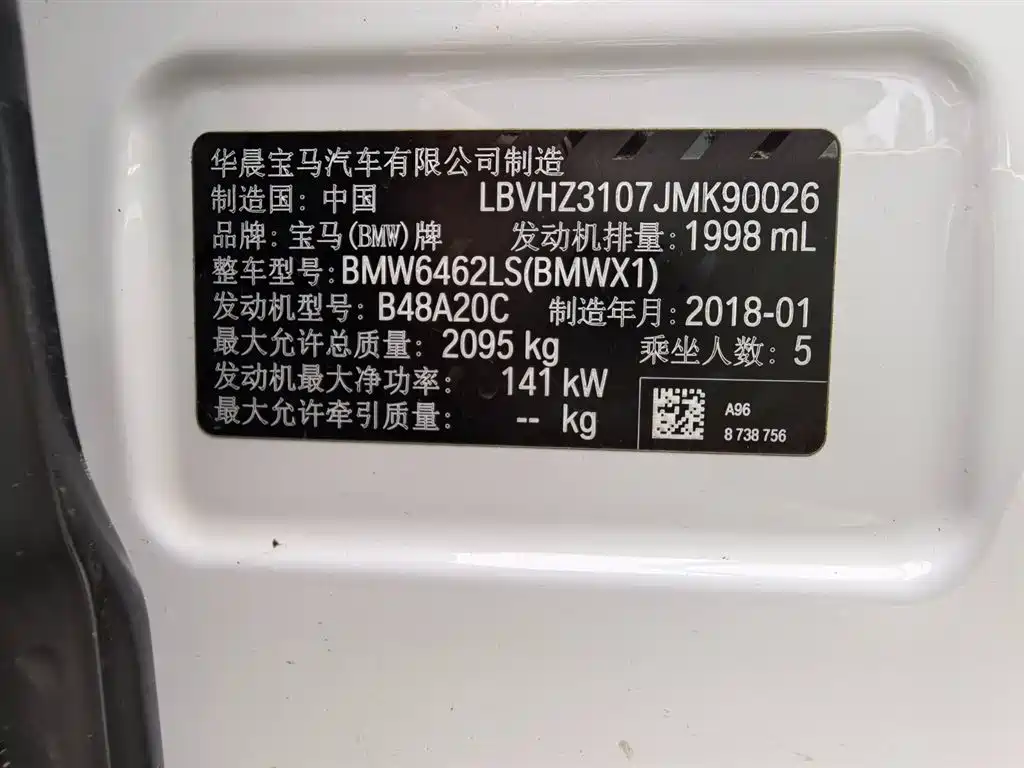 华晨宝马汽车有限公司制造
制造国: 中国 LBVHZ3107JMK90026
品牌: 宝马(BMW)牌 发动机排量: 1998 mL
整车型号: BMW6462LS(BMWX1)
发动机型号: B48A20C 制造年月: 2018-01
最大允许总质量: 2095 kg 乘坐人数: 5
发动机最大净功率: 141 kW
最大允许牵引质量: -- kg
A96
8 738 756